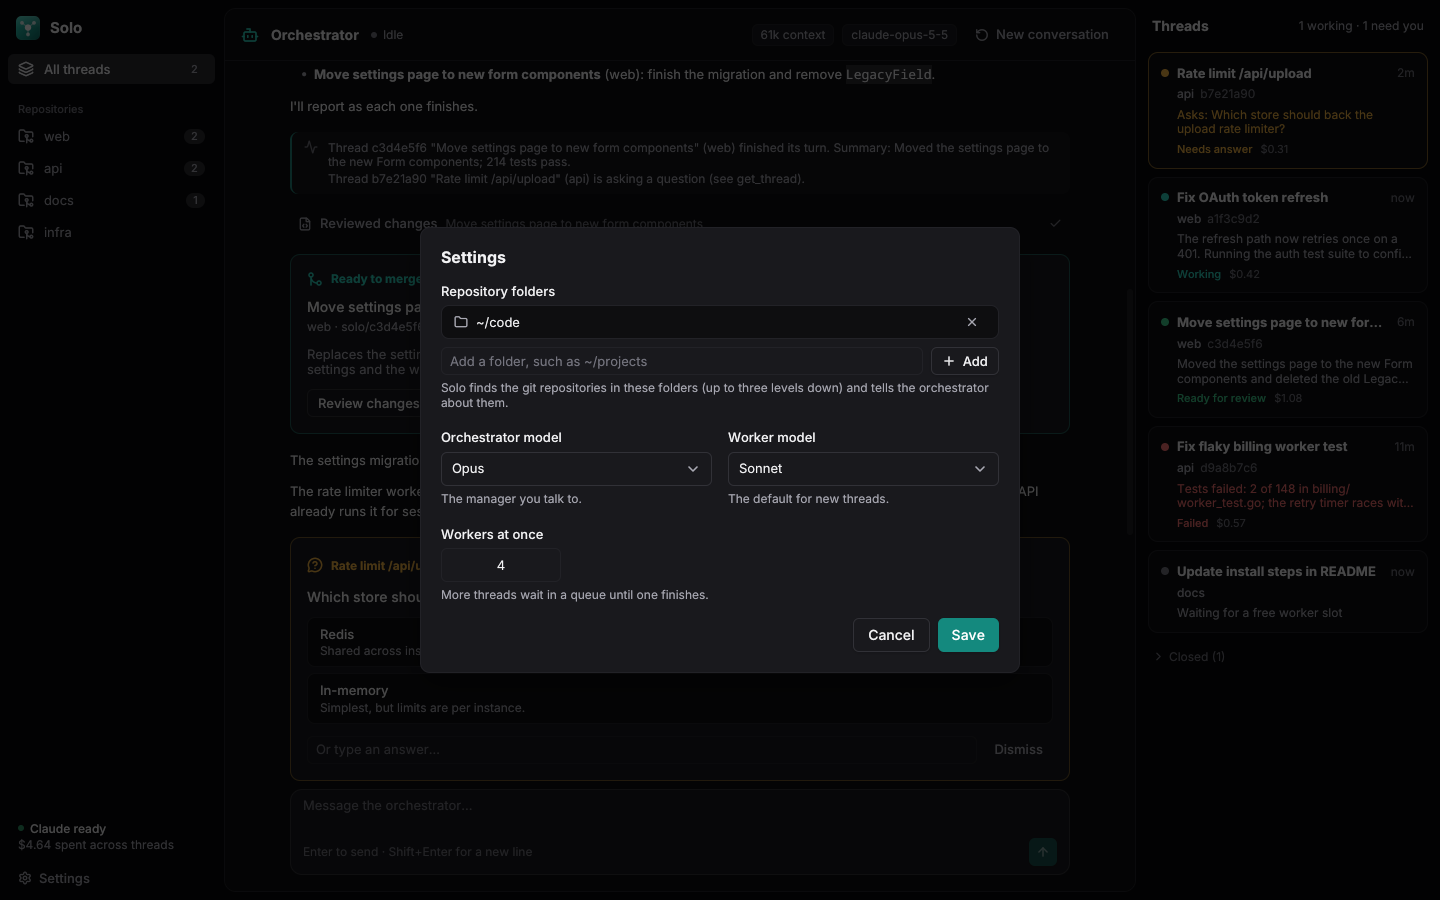 Solo
All threads 2
Repositories
web 2
api 2
docs 1
infra
Claude ready
$4.64 spent across threads
Settings
Orchestrator Idle 61k context claude-opus-5-5 New conversation
• Move settings page to new form components (web): finish the migration and remove LegacyField.
I'll report as each one finishes.
Thread c3d4e5f6 "Move settings page to new form components" (web) finished its turn. Summary: Moved the settings page to
the new Form components; 214 tests pass.
Thread b7e21a90 "Rate limit /api/upload" (api) is asking a question (see get_thread).
Reviewed changes Move settings page to new form components
Ready to merge
Move settings pa
web · solo/c3d4e5f6
Replaces the settin
settings and the w
Review changes
The settings migratio
The rate limiter worke API
already runs it for ses
Rate limit /api/u
Which store shou
Redis
Shared across ins
In-memory
Simplest, but limits are per instance.
Or type an answer... Dismiss
Message the orchestrator...
Enter to send · Shift+Enter for a new line
Settings
Repository folders
~/code
Add a folder, such as ~/projects
Add
Solo finds the git repositories in these folders (up to three levels down) and tells the orchestrator
about them.
Orchestrator model Worker model
Opus Sonnet
The manager you talk to. The default for new threads.
Workers at once
4
More threads wait in a queue until one finishes.
Cancel Save
Threads 1 working · 1 need you
Rate limit /api/upload 2m
api b7e21a90
Asks: Which store should back the
upload rate limiter?
Needs answer $0.31
Fix OAuth token refresh now
web a1f3c9d2
The refresh path now retries once on a
401. Running the auth test suite to confi...
Working $0.42
Move settings page to new for... 6m
web c3d4e5f6
Moved the settings page to the new Form
components and deleted the old Legac...
Ready for review $1.08
Fix flaky billing worker test 11m
api d9a8b7c6
Tests failed: 2 of 148 in billing/
worker_test.go; the retry timer races wit...
Failed $0.57
Update install steps in README now
docs
Waiting for a free worker slot
Closed (1)